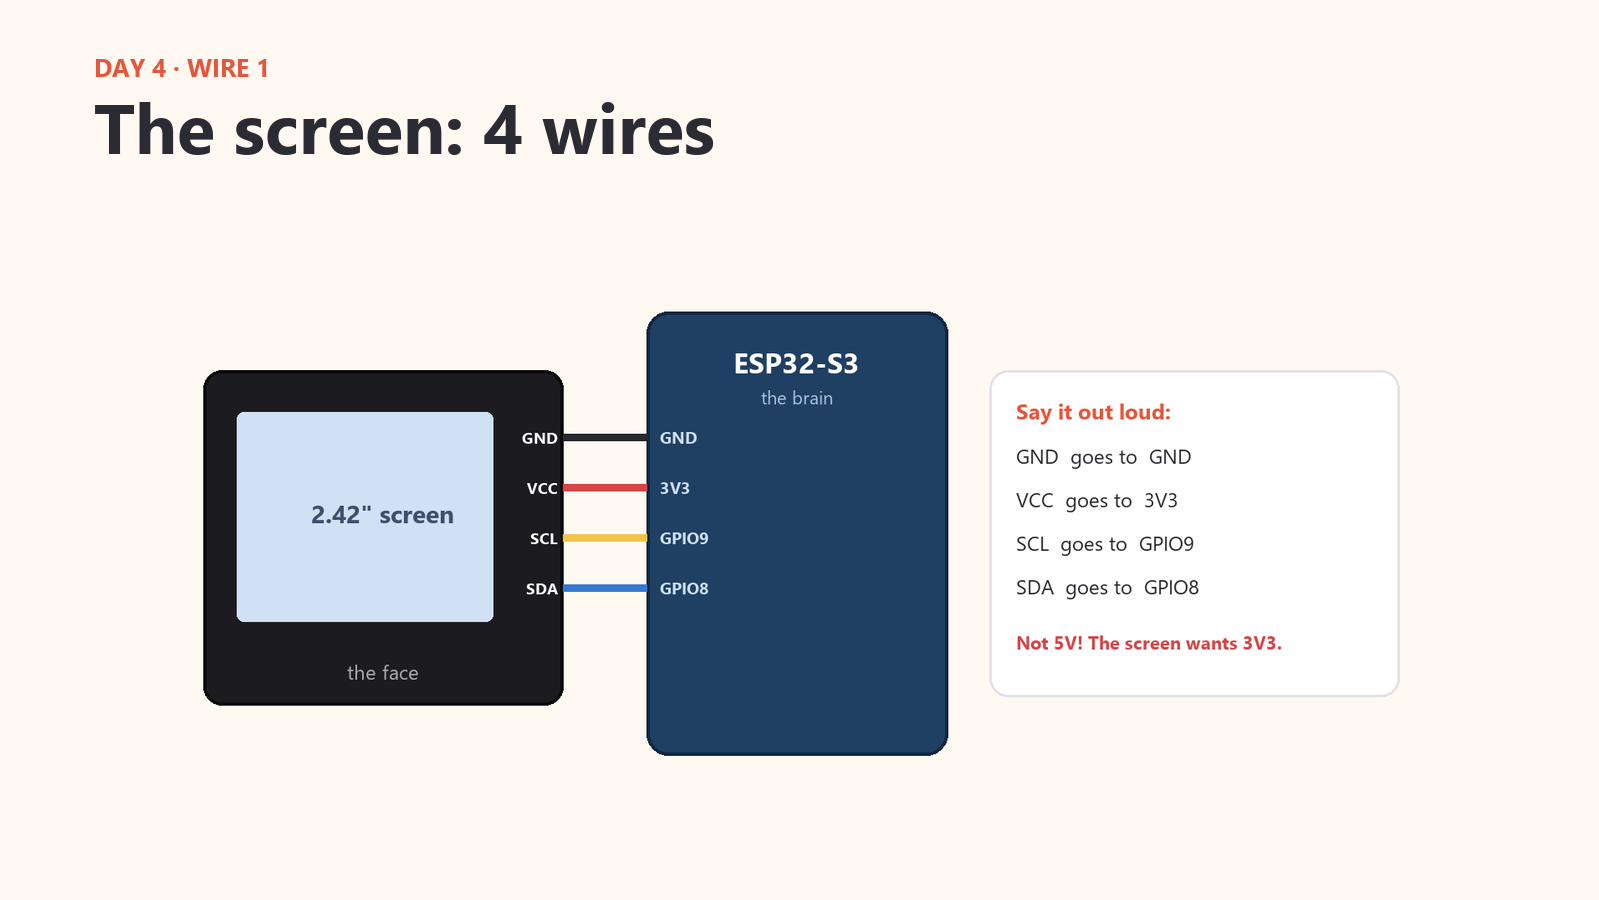 DAY 4 · WIRE 1
The screen: 4 wires
2.42" screen
the face
GND
VCC
SCL
SDA
ESP32-S3
the brain
GND
3V3
GPIO9
GPIO8
Say it out loud:
GND goes to GND
VCC goes to 3V3
SCL goes to GPIO9
SDA goes to GPIO8
Not 5V! The screen wants 3V3.